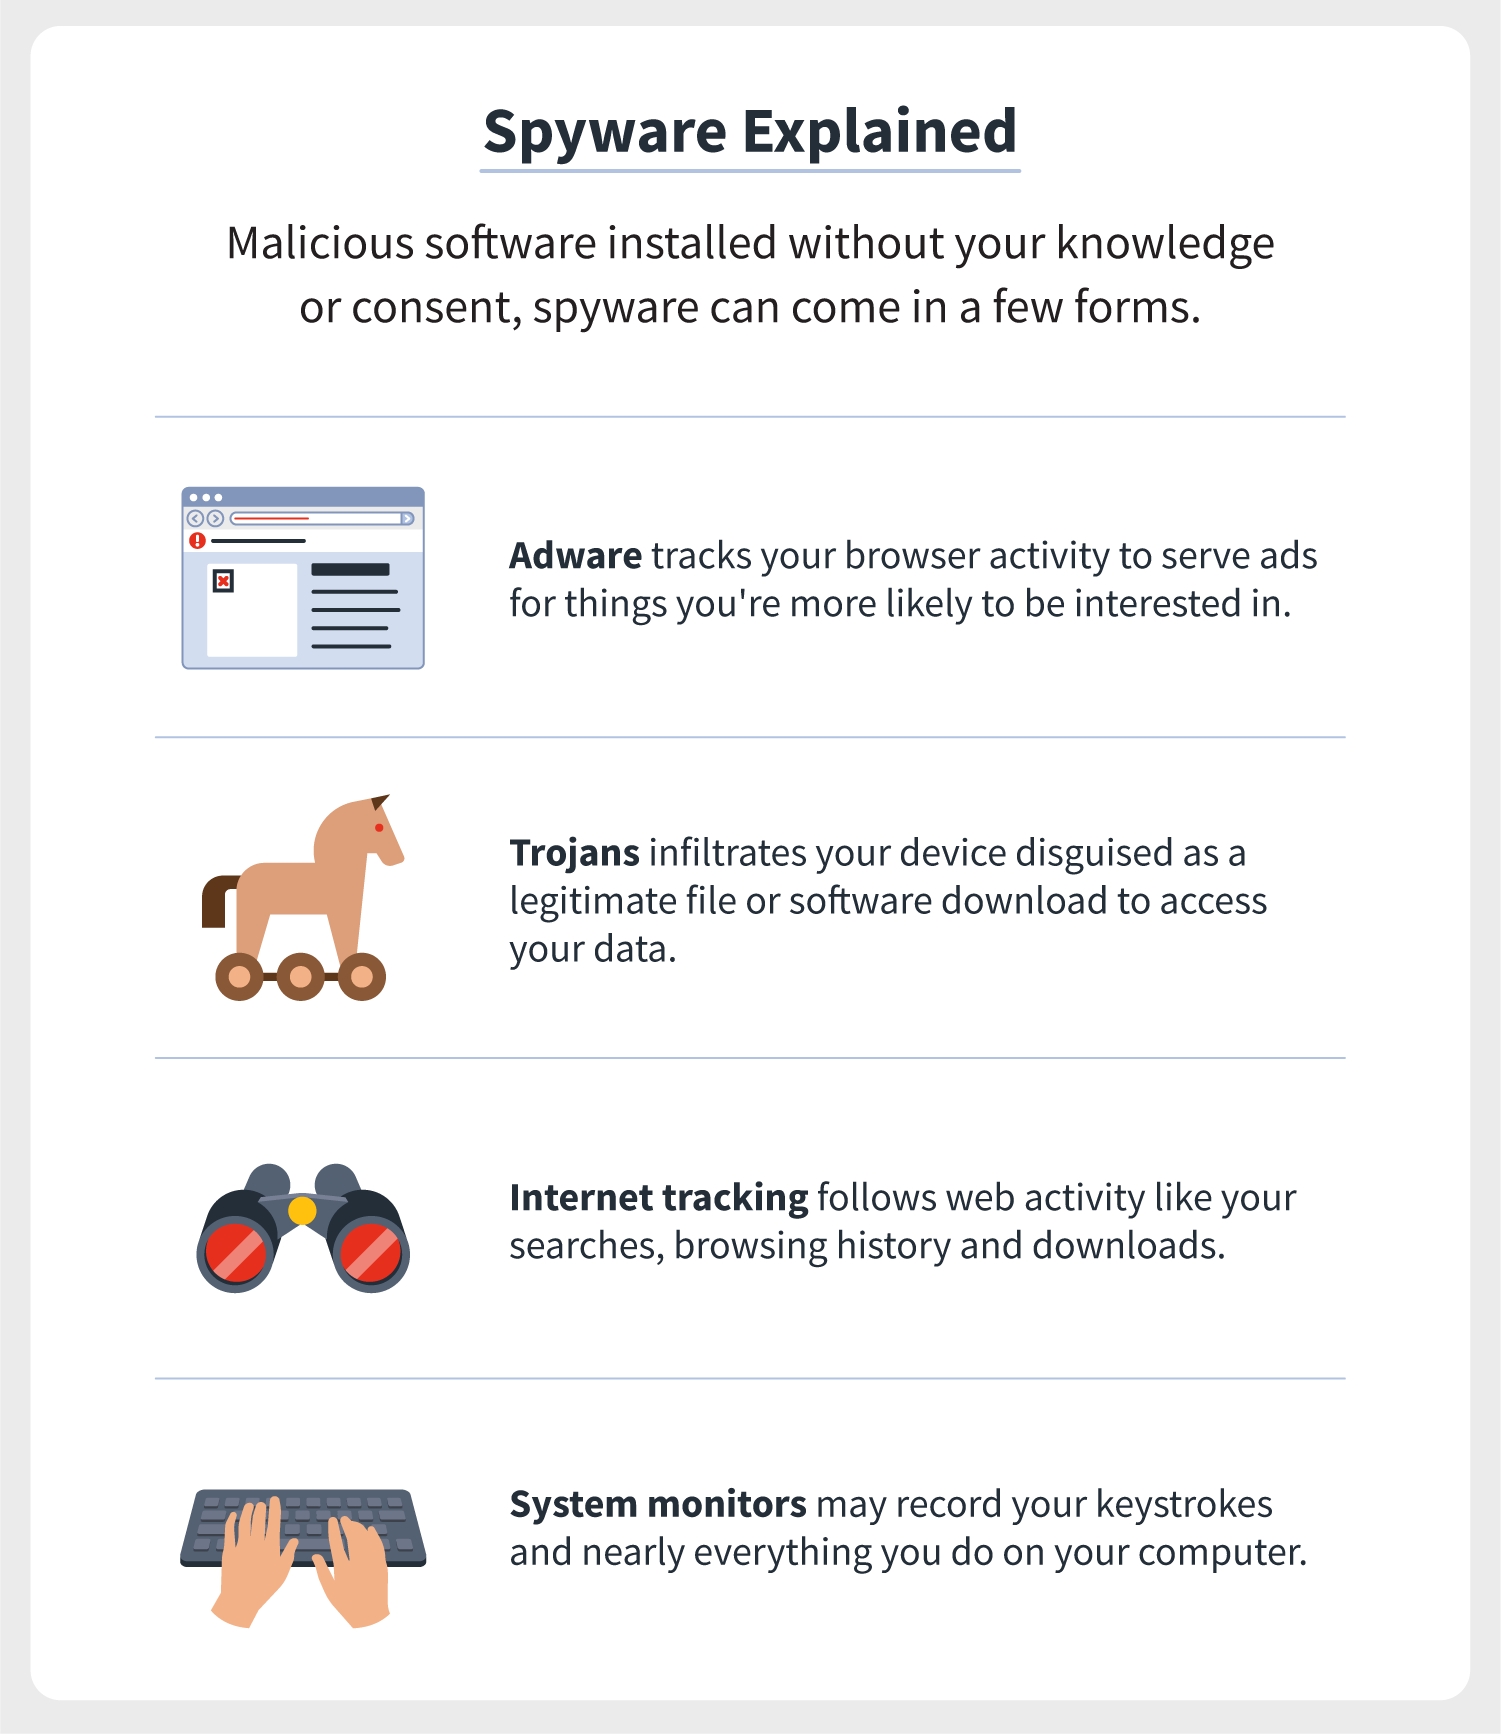 Spyware Explained
Malicious software installed without your knowledge
or consent, spyware can come in a few forms.
Adware tracks your browser activity to serve ads
for things you're more likely to be interested in.
Trojans infiltrates your device disguised as a
legitimate file or software download to access
your data.
Internet tracking follows web activity like your
searches, browsing history and downloads.
System monitors may record your keystrokes
and nearly everything you do on your computer.